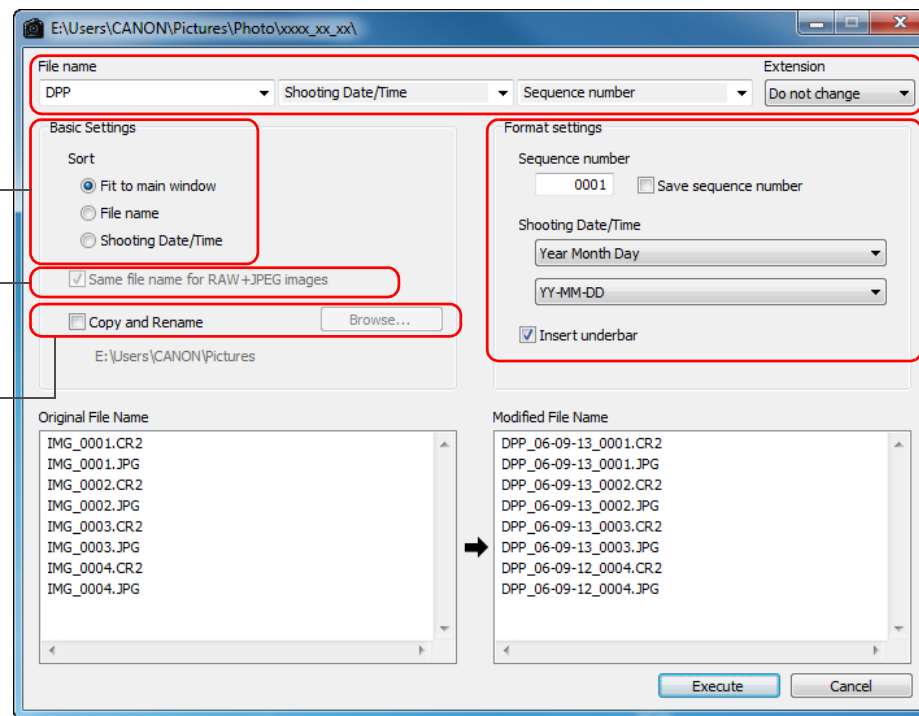 E:\Users\CANON\Pictures\Photo\xxxx_xx_xx\
File name
Extension
DPP
Shooting Date/Time
Sequence number
Do not change
Basic Settings
Sort
Fit to main window
File name
Shooting Date/Time
Same file name for RAW+JPEG images
Copy and Rename
Browse...
E:\Users\CANON\Pictures
Format settings
Sequence number
0001
Save sequence number
Shooting Date/Time
Year Month Day
YY-MM-DD
Insert underbar
Original File Name
IMG_0001.CR2
IMG_0001.JPG
IMG_0002.CR2
IMG_0002.JPG
IMG_0003.CR2
IMG_0003.JPG
IMG_0004.CR2
IMG_0004.JPG
Modified File Name
DPP_06-09-13_0001.CR2
DPP_06-09-13_0001.JPG
DPP_06-09-13_0002.CR2
DPP_06-09-13_0002.JPG
DPP_06-09-13_0003.CR2
DPP_06-09-13_0003.JPG
DPP_06-09-12_0004.CR2
DPP_06-09-12_0004.JPG
Execute
Cancel